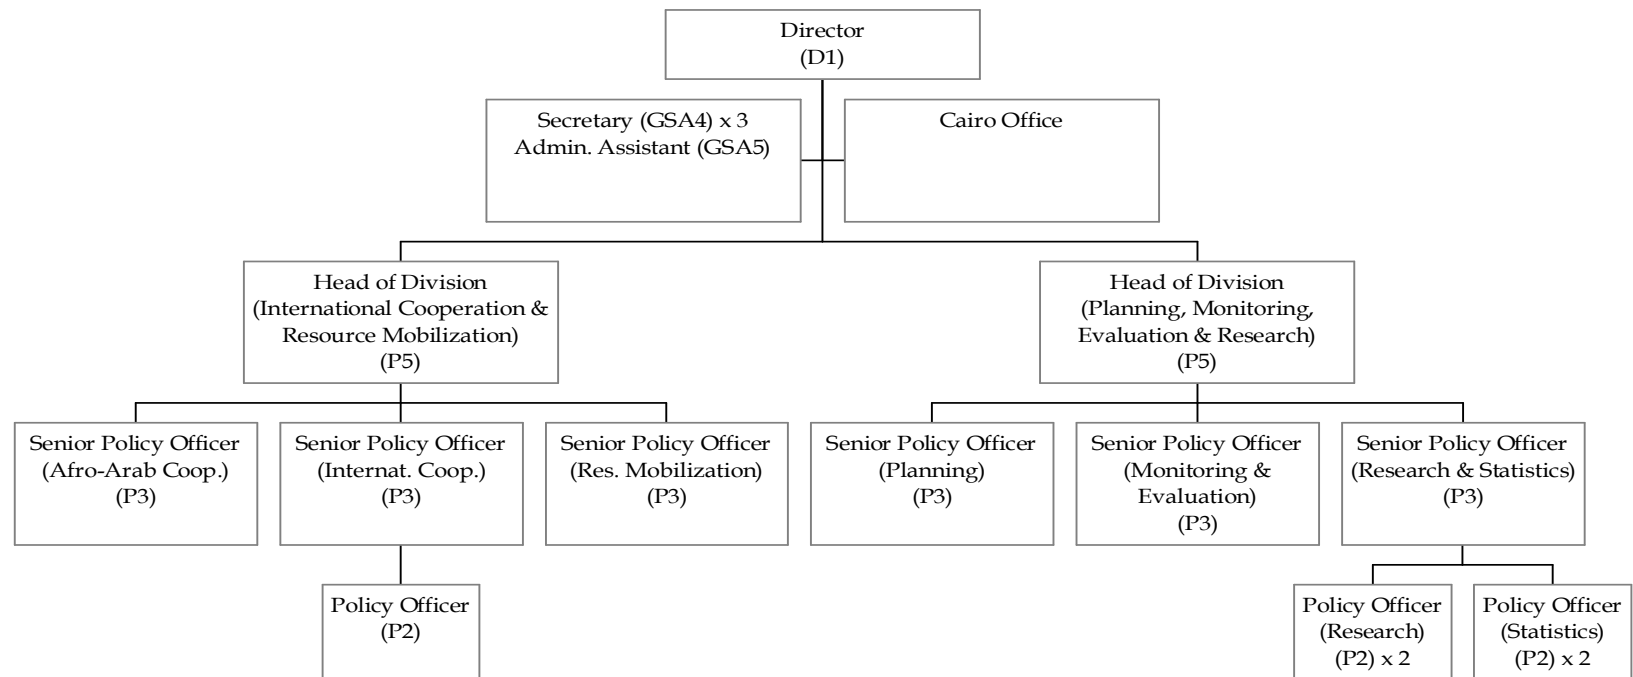 Director
(D1)
Secretary (GSA4) x 3
Admin. Assistant (GSA5)
Cairo Office
Head of Division
(International Cooperation &
Resource Mobilization)
(P5)
Head of Division
(Planning, Monitoring,
Evaluation & Research)
(P5)
Senior Policy Officer
(Afro-Arab Coop.)
(P3)
Senior Policy Officer
(Internat. Coop.)
(P3)
Senior Policy Officer
(Res. Mobilization)
(P3)
Senior Policy Officer
(Planning)
(P3)
Senior Policy Officer
(Monitoring &
Evaluation)
(P3)
Senior Policy Officer
(Research & Statistics)
(P3)
Policy Officer
(P2)
Policy Officer
(Research)
(P2) x 2
Policy Officer
(Statistics)
(P2) x 2